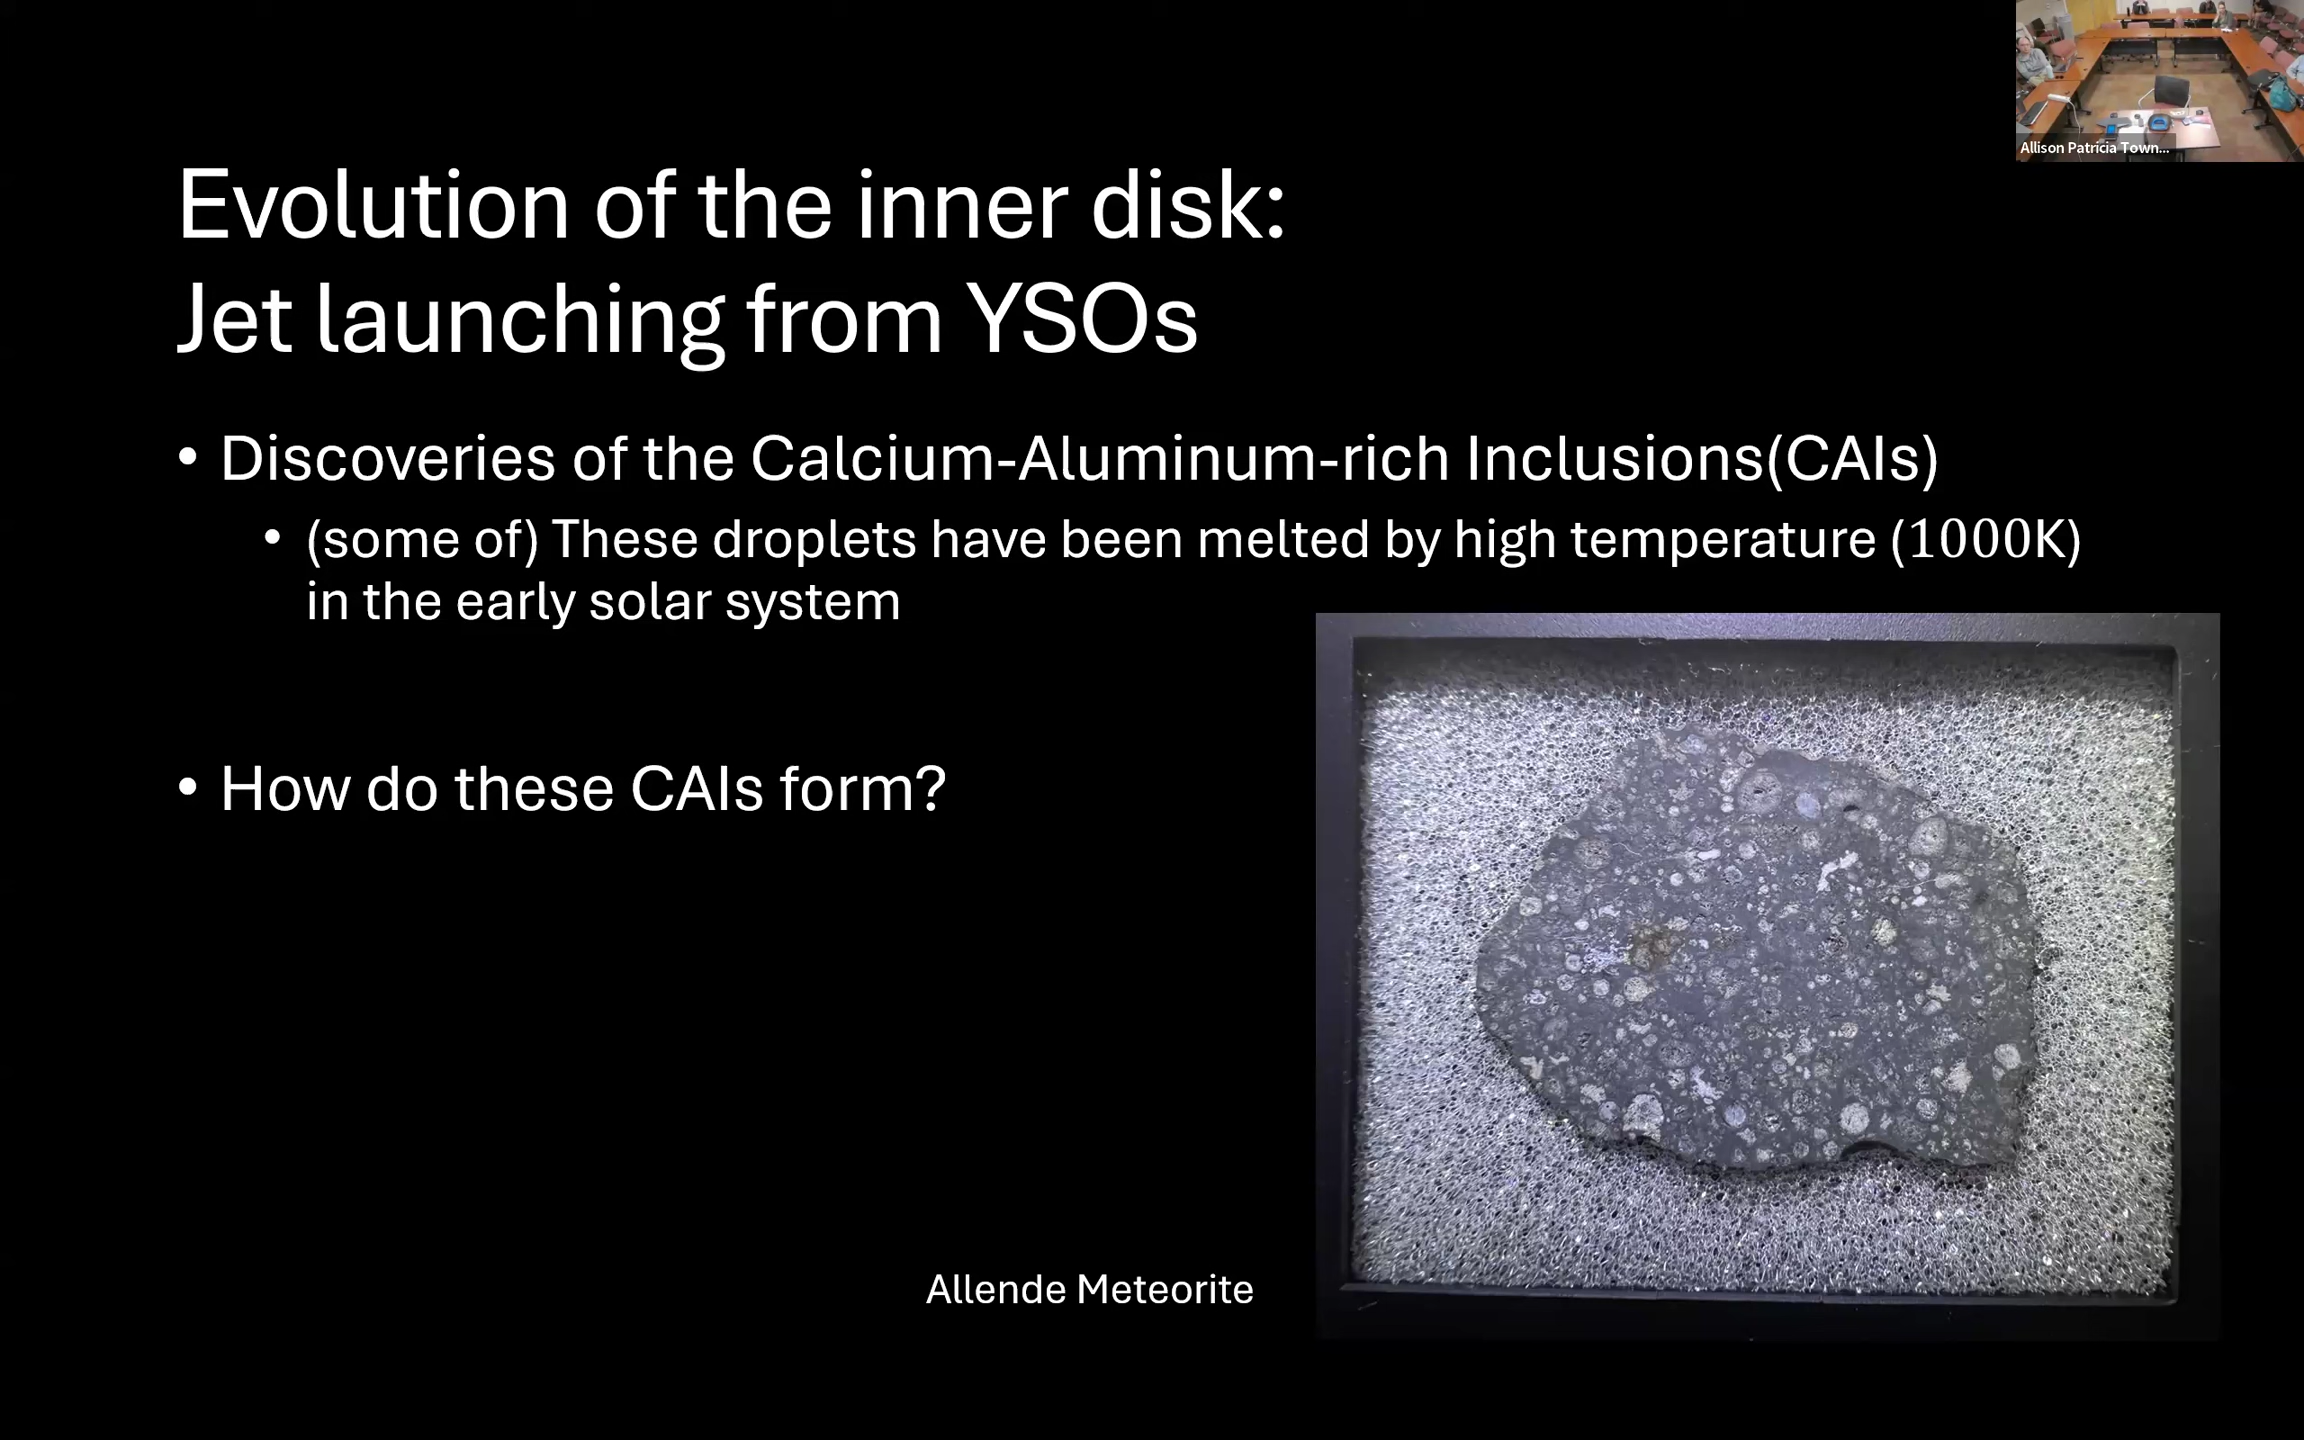 Allison Patricia Town...
Evolution of the inner disk:
Jet launching from YSOs
• Discoveries of the Calcium-Aluminum-rich Inclusions(CAIs)
• (some of) These droplets have been melted by high temperature (1000K)
in the early solar system
• How do these CAIs form?
Allende Meteorite